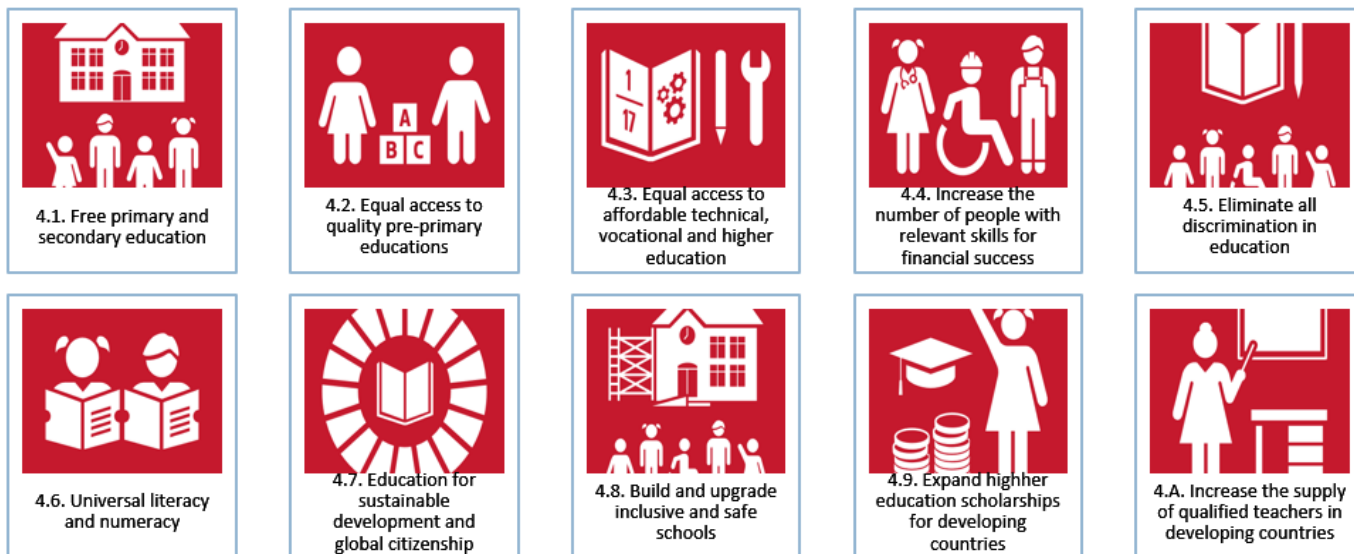 4.1. Free primary and
secondary education
A
B C
4.2. Equal access to
quality pre-primary
educations
1
17
4.3. Equal access to
affordable technical,
vocational and higher
education
4.4. Increase the
number of people with
relevant skills for
financial success
4.5. Eliminate all
discrimination in
education
4.6. Universal literacy
and numeracy
4.7. Education for
sustainable
development and
global citizenship
4.8. Build and upgrade
inclusive and safe
schools
4.9. Expand highher
education scholarships
for developing
countries
4.A. Increase the supply
of qualified teachers in
developing countries